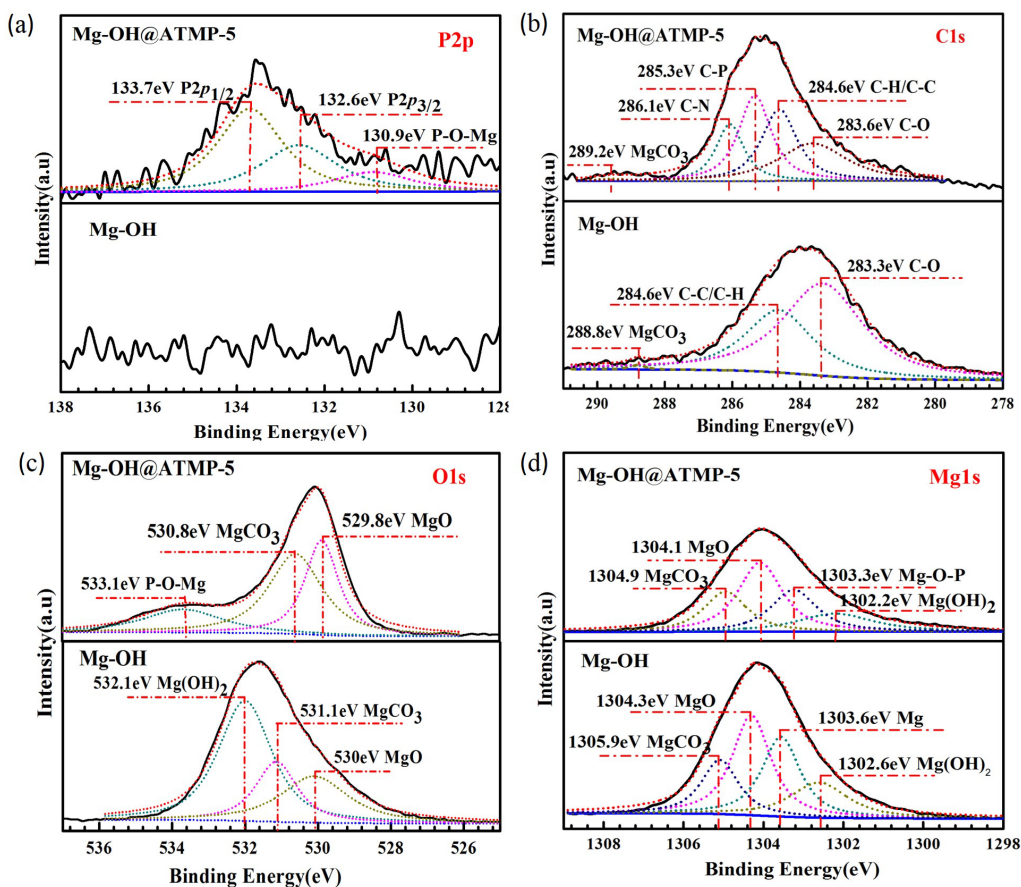 (a)
Mg-OH@ATMP-5
P2p
133.7eV P2p1/2
132.6eV P2p3/2
130.9eV P-O-Mg
Mg-OH
Intensity(a.u)
138 136 134 132 130 128
Binding Energy(eV)
(b)
Mg-OH@ATMP-5
C1s
285.3eV C-P
284.6eV C-H/C-C
286.1eV C-N
283.6eV C-O
289.2eV MgCO3
Mg-OH
283.3eV C-O
284.6eV C-C/C-H
288.8eV MgCO3
Intensity(a.u)
290 288 286 284 282 280 278
Binding Energy(eV)
(c)
Mg-OH@ATMP-5
O1s
530.8eV MgCO3
529.8eV MgO
533.1eV P-O-Mg
Mg-OH
532.1eV Mg(OH)2
531.1eV MgCO3
530eV MgO
Intensity(a.u)
536 534 532 530 528 526
Binding Energy(eV)
(d)
Mg-OH@ATMP-5
Mg1s
1304.1 MgO
1304.9 MgCO3
1303.3eV Mg-O-P
1302.2eV Mg(OH)2
Mg-OH
1304.3eV MgO
1303.6eV Mg
1305.9eV MgCO3
1302.6eV Mg(OH)2
Intensity(a.u)
1308 1306 1304 1302 1300 1298
Binding Energy(eV)